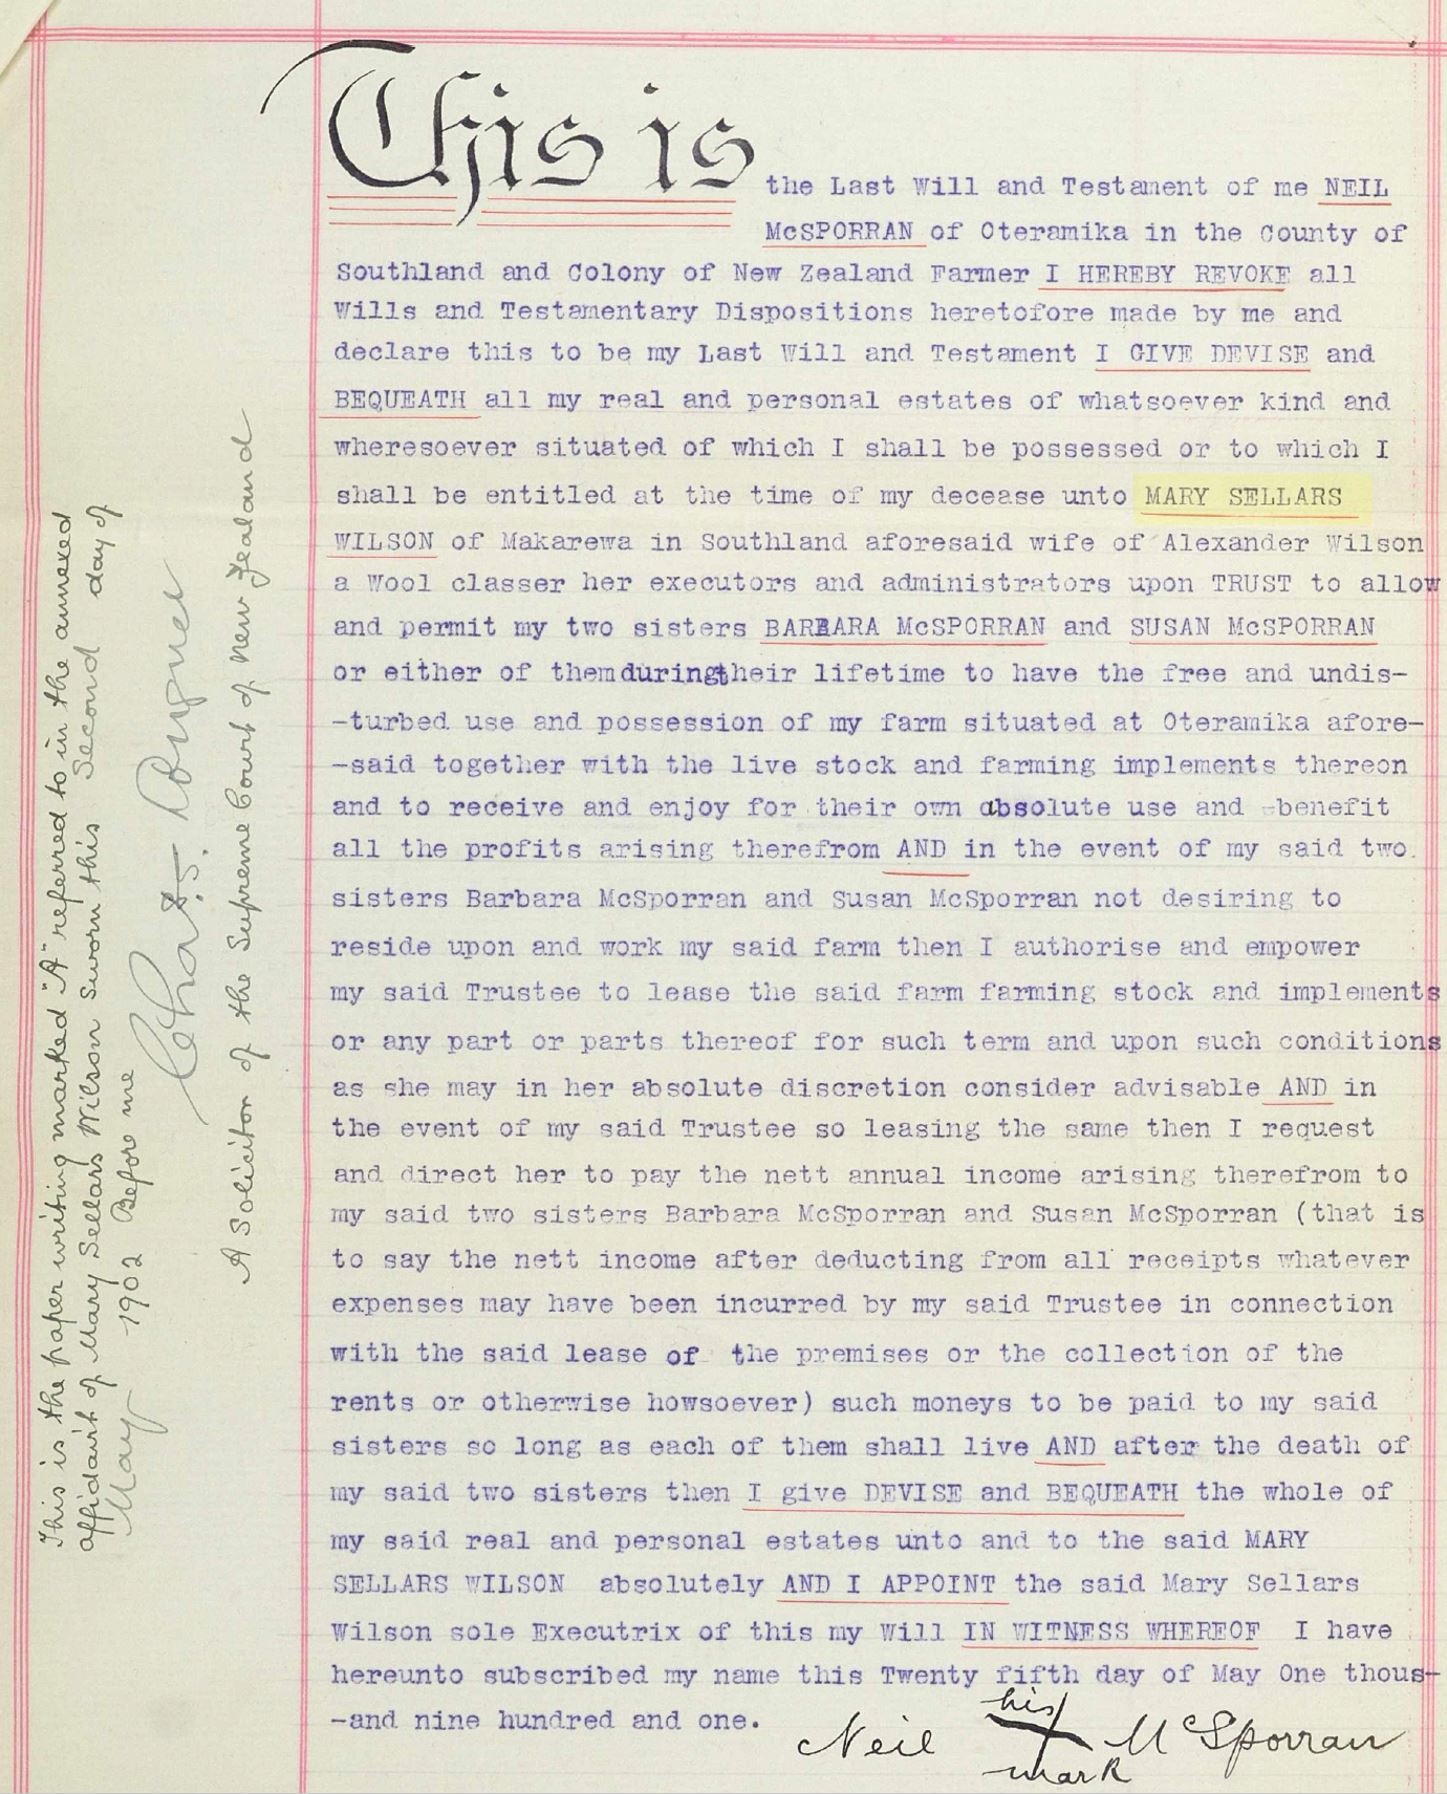 This is
the Last Will and Testament of me NEIL
McSPORRAN of Oteramika in the County of
Southland and Colony of New Zealand Farmer I HEREBY REVOKE all
Wills and Testamentary Dispositions heretofore made by me and
declare this to be my Last Will and Testament I GIVE DEVISE and
BEQUEATH all my real and personal estates of whatsoever kind and
wheresoever situated of which I shall be possessed or to which I
shall be entitled at the time of my decease unto MARY SELLARS
WILSON of Makarewa in Southland aforesaid wife of Alexander Wilson
a Wool classer her executors and administrators upon TRUST to allow
and permit my two sisters BARBARA McSPORRAN and SUSAN McSPORRAN
or either of them during their lifetime to have the free and undis-
-turbed use and possession of my farm situated at Oteramika afore-
-said together with the live stock and farming implements thereon
and to receive and enjoy for their own absolute use and -benefit
all the profits arising therefrom AND in the event of my said two
sisters Barbara McSporran and Susan McSporran not desiring to
reside upon and work my said farm then I authorise and empower
my said Trustee to lease the said farm farming stock and implements
or any part or parts thereof for such term and upon such conditions
as she may in her absolute discretion consider advisable AND in
the event of my said Trustee so leasing the same then I request
and direct her to pay the nett annual income arising therefrom to
my said two sisters Barbara McSporran and Susan McSporran (that is
to say the nett income after deducting from all receipts whatever
expenses may have been incurred by my said Trustee in connection
with the said lease of the premises or the collection of the
rents or otherwise howsoever) such moneys to be paid to my said
sisters so long as each of them shall live AND after the death of
my said two sisters then I give DEVISE and BEQUEATH the whole of
my said real and personal estates unto and to the said MARY
SELLARS WILSON absolutely AND I APPOINT the said Mary Sellars
Wilson sole Executrix of this my Will IN WITNESS WHEREOF I have
hereunto subscribed my name this Twenty fifth day of May One thous-
-and nine hundred and one.
his
Neil X McSporran
mark
This is the paper writing marked "A" referred to in the annexed
affidavit of Mary Sellars Wilson Sworn this Second day of
May 1902 Before me
Chas. S.
A Solicitor of the Supreme Court of New Zealand